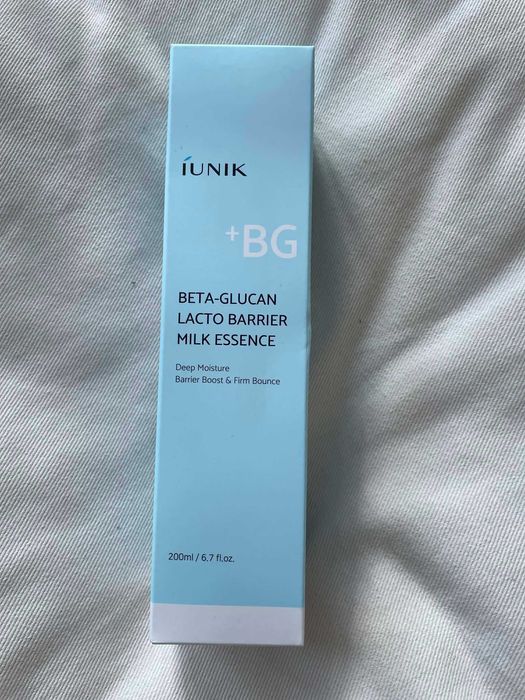 iUNIK
+BG
BETA-GLUCAN
LACTO BARRIER
MILK ESSENCE
Deep Moisture
Barrier Boost & Firm Bounce
200ml / 6.7 fl.oz.